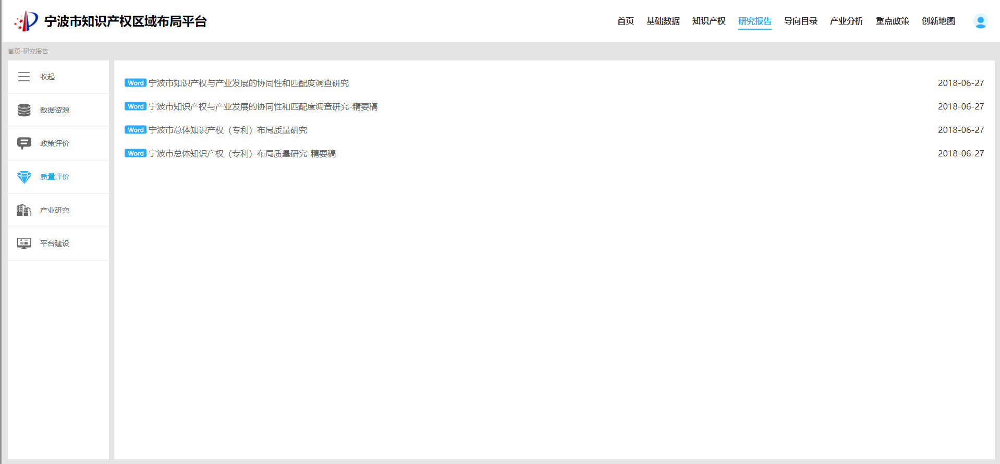 宁波市知识产权区域布局平台
首页 基础数据 知识产权 研究报告 导向目录 产业分析 重点政策 创新地图
首页-研究报告
收起
数据资源
政策评价
质量评价
产业研究
平台建设
Word 宁波市知识产权与产业发展的协同性和匹配度调查研究 2018-06-27
Word 宁波市知识产权与产业发展的协同性和匹配度调查研究-精要稿 2018-06-27
Word 宁波市总体知识产权（专利）布局质量研究 2018-06-27
Word 宁波市总体知识产权（专利）布局质量研究-精要稿 2018-06-27